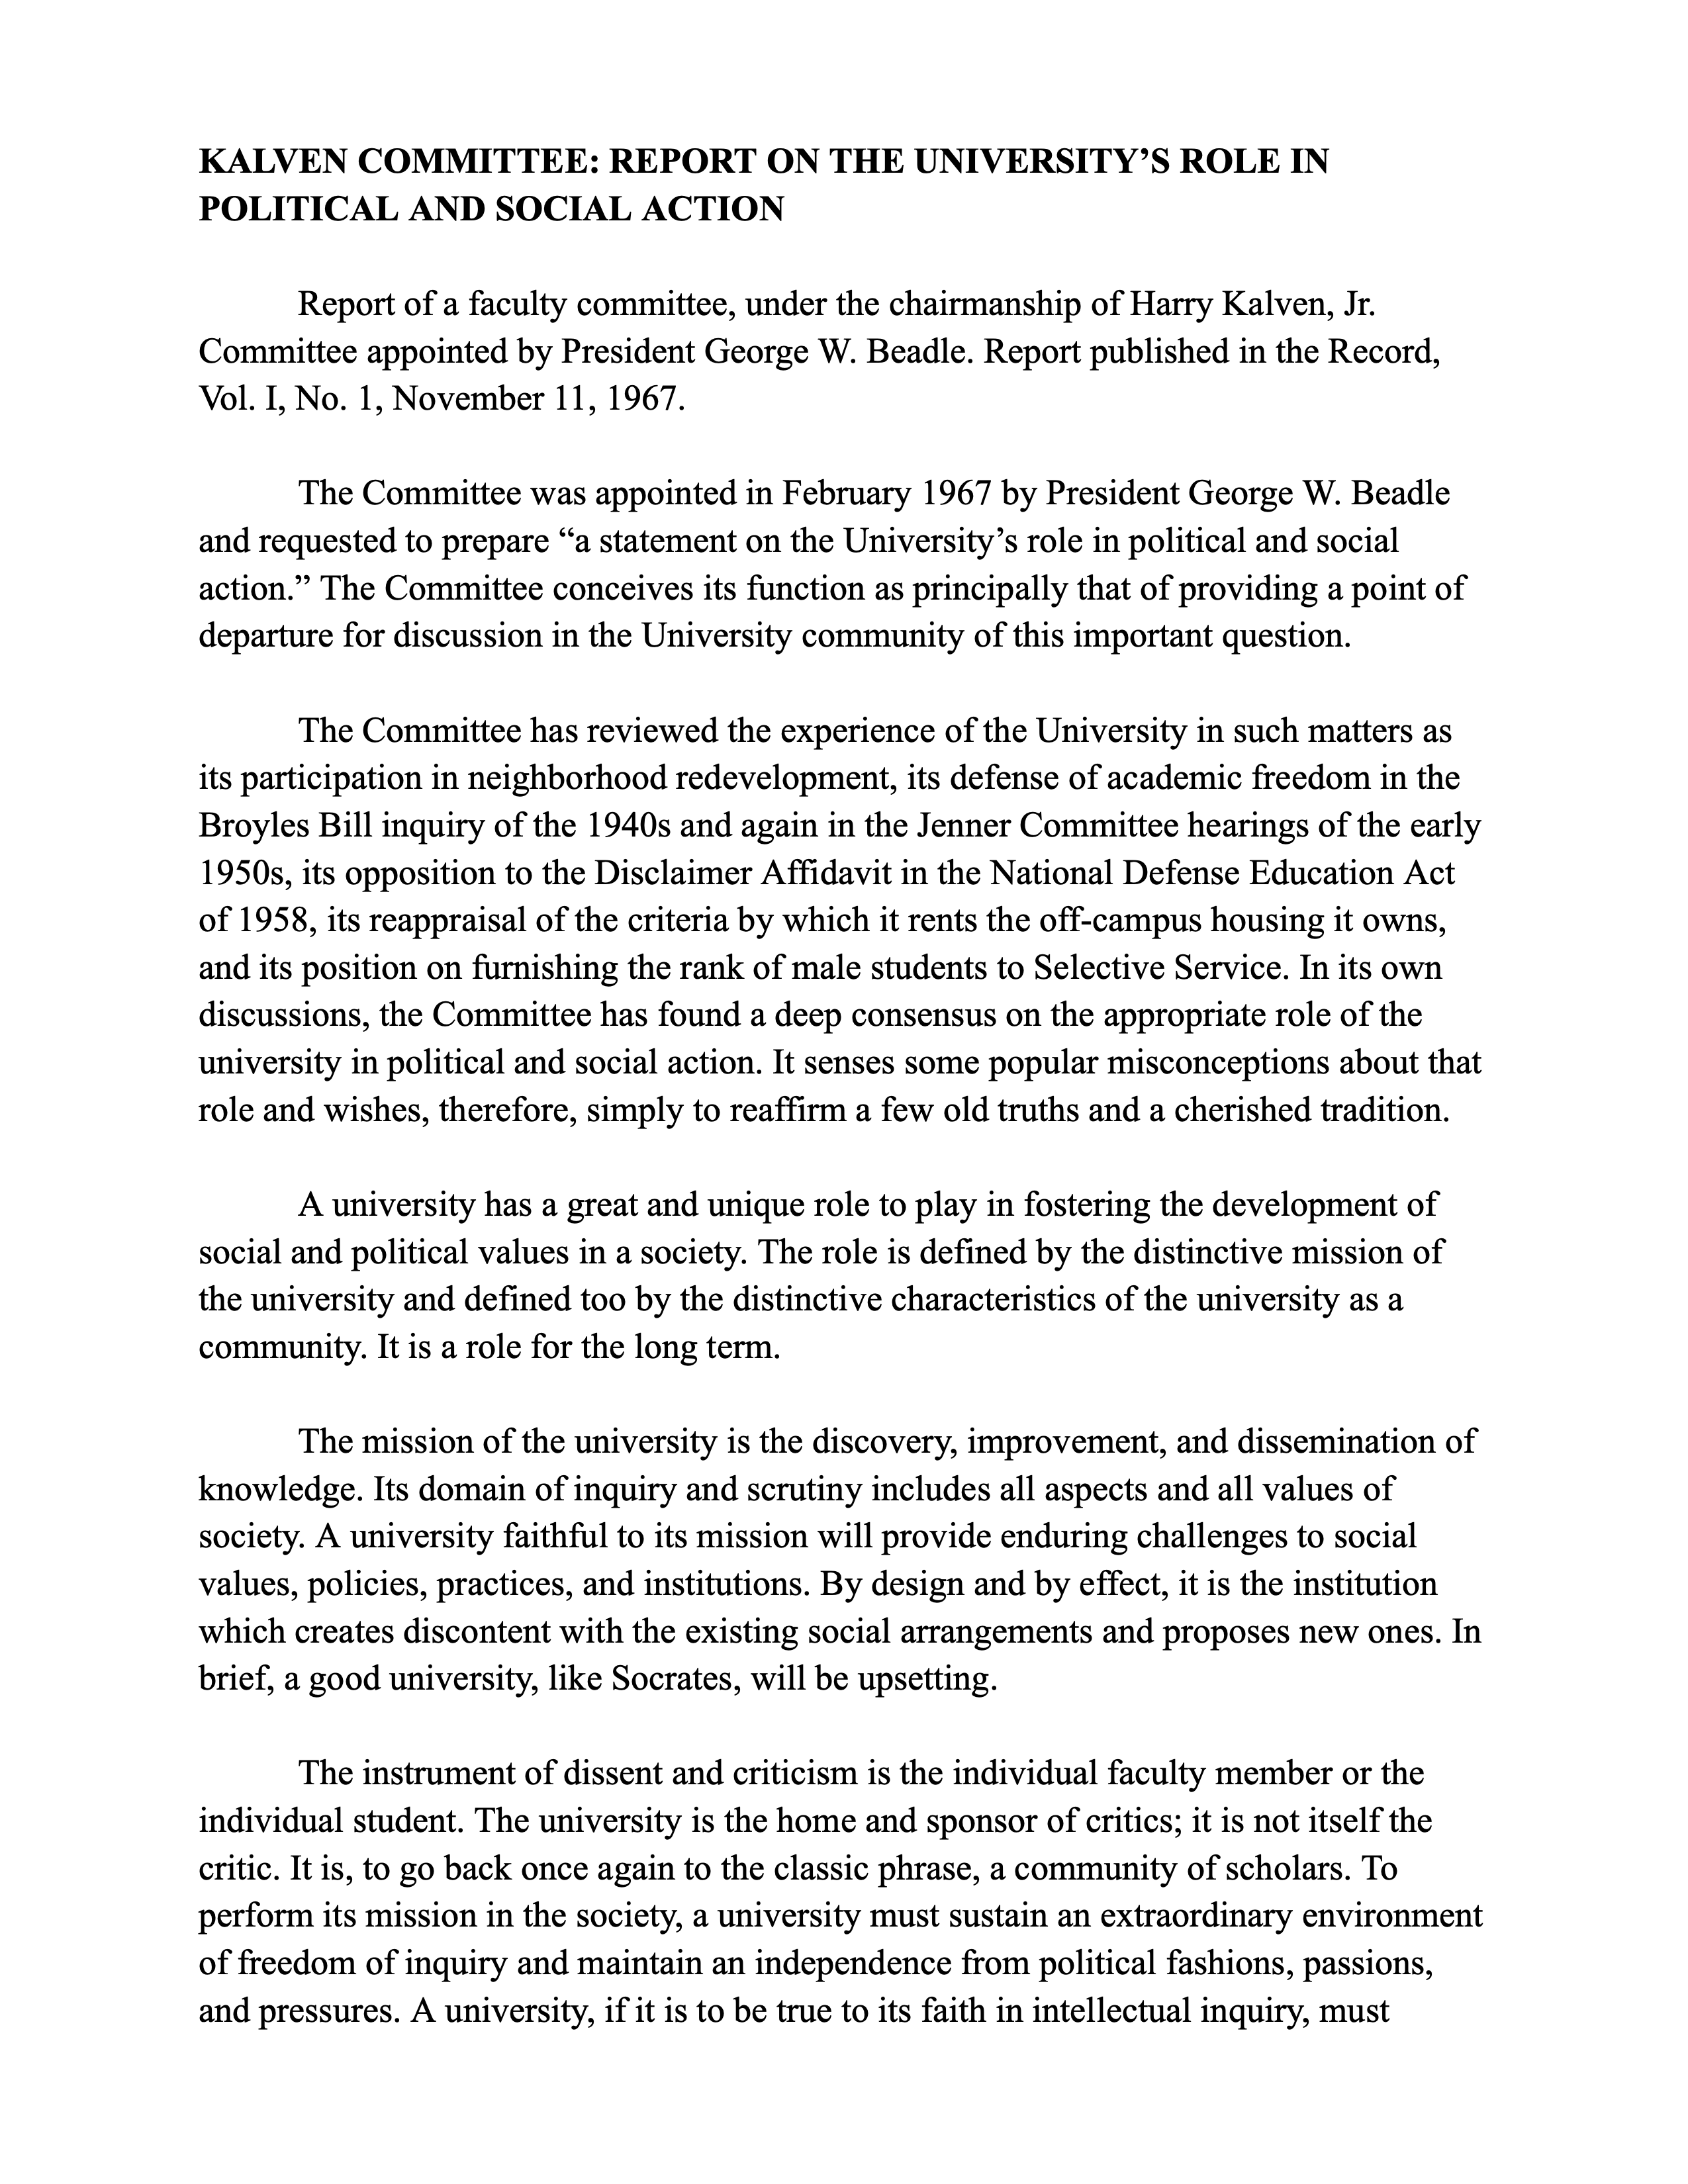 KALVEN COMMITTEE: REPORT ON THE UNIVERSITY’S ROLE IN
POLITICAL AND SOCIAL ACTION
Report of a faculty committee, under the chairmanship of Harry Kalven, Jr.
Committee appointed by President George W. Beadle. Report published in the Record,
Vol. I, No. 1, November 11, 1967.
The Committee was appointed in February 1967 by President George W. Beadle
and requested to prepare “a statement on the University’s role in political and social
action.” The Committee conceives its function as principally that of providing a point of
departure for discussion in the University community of this important question.
The Committee has reviewed the experience of the University in such matters as
its participation in neighborhood redevelopment, its defense of academic freedom in the
Broyles Bill inquiry of the 1940s and again in the Jenner Committee hearings of the early
1950s, its opposition to the Disclaimer Affidavit in the National Defense Education Act
of 1958, its reappraisal of the criteria by which it rents the off-campus housing it owns,
and its position on furnishing the rank of male students to Selective Service. In its own
discussions, the Committee has found a deep consensus on the appropriate role of the
university in political and social action. It senses some popular misconceptions about that
role and wishes, therefore, simply to reaffirm a few old truths and a cherished tradition.
A university has a great and unique role to play in fostering the development of
social and political values in a society. The role is defined by the distinctive mission of
the university and defined too by the distinctive characteristics of the university as a
community. It is a role for the long term.
The mission of the university is the discovery, improvement, and dissemination of
knowledge. Its domain of inquiry and scrutiny includes all aspects and all values of
society. A university faithful to its mission will provide enduring challenges to social
values, policies, practices, and institutions. By design and by effect, it is the institution
which creates discontent with the existing social arrangements and proposes new ones. In
brief, a good university, like Socrates, will be upsetting.
The instrument of dissent and criticism is the individual faculty member or the
individual student. The university is the home and sponsor of critics; it is not itself the
critic. It is, to go back once again to the classic phrase, a community of scholars. To
perform its mission in the society, a university must sustain an extraordinary environment
of freedom of inquiry and maintain an independence from political fashions, passions,
and pressures. A university, if it is to be true to its faith in intellectual inquiry, must